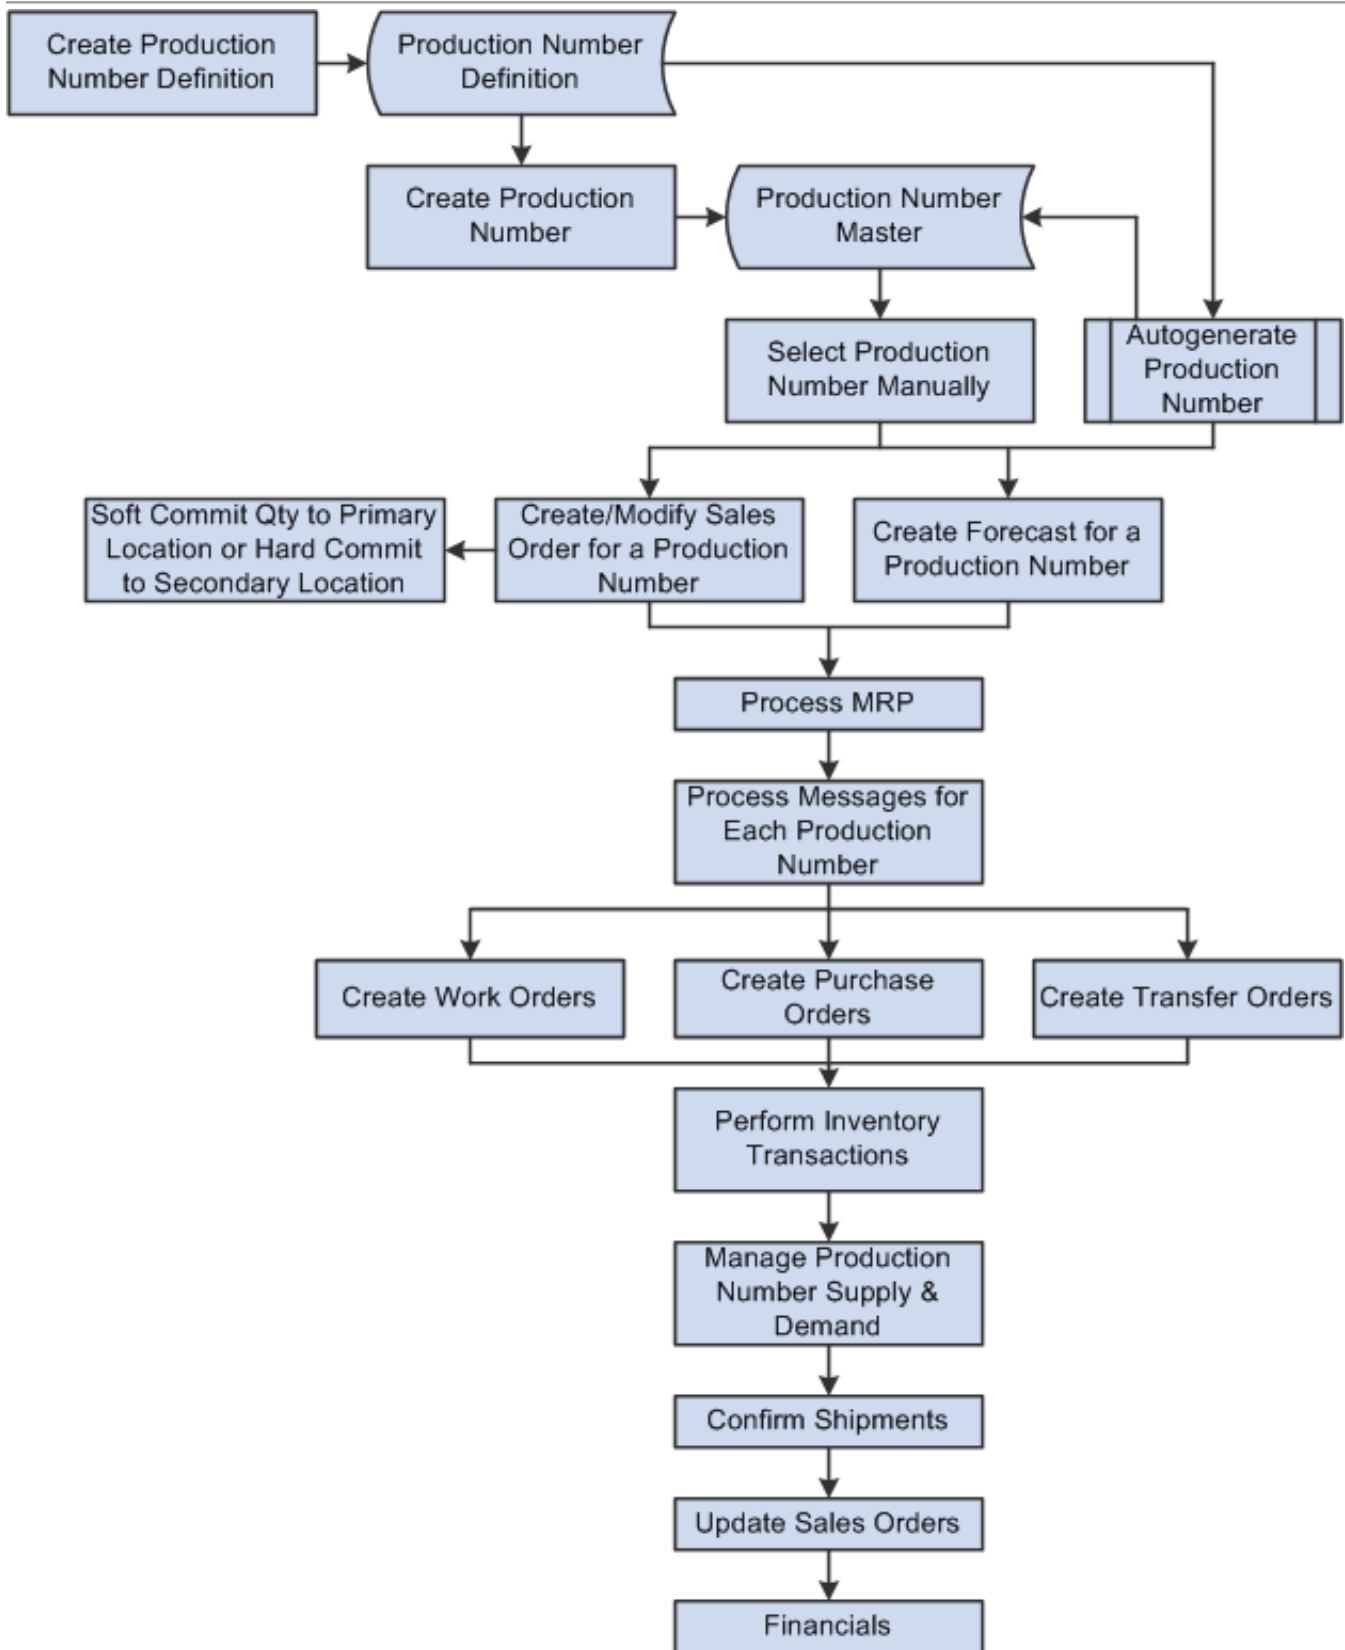 Create Production
Number Definition
Production Number
Definition
Create Production
Number
Production Number
Master
Select Production
Number Manually
Autogenerate
Production
Number
Soft Commit Qty to Primary
Location or Hard Commit
to Secondary Location
Create/Modify Sales
Order for a Production
Number
Create Forecast for a
Production Number
Process MRP
Process Messages for
Each Production
Number
Create Work Orders
Create Purchase
Orders
Create Transfer Orders
Perform Inventory
Transactions
Manage Production
Number Supply &
Demand
Confirm Shipments
Update Sales Orders
Financials